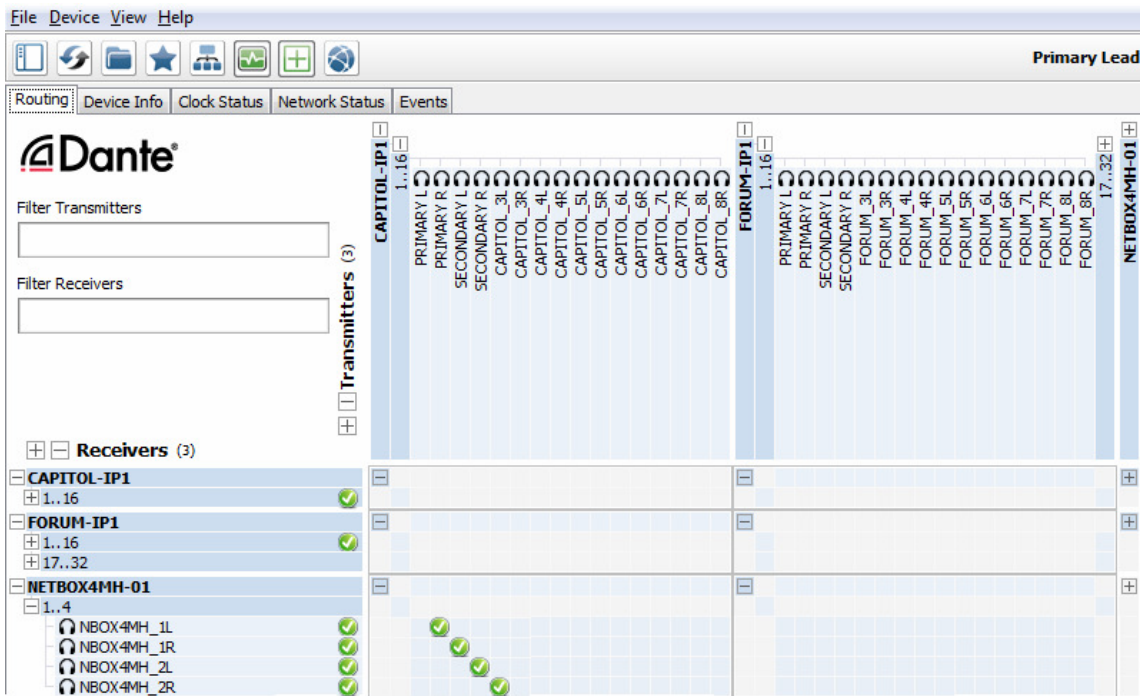 File Device View Help
Primary Lead
Routing Device Info Clock Status Network Status Events
Dante®
Filter Transmitters
Filter Receivers
Transmitters (3)
Receivers (3)
CAPITOL-IP1
1..16
PRIMARY L
PRIMARY R
SECONDARY L
SECONDARY R
CAPITOL_3L
CAPITOL_3R
CAPITOL_4L
CAPITOL_4R
CAPITOL_5L
CAPITOL_5R
CAPITOL_6L
CAPITOL_6R
CAPITOL_7L
CAPITOL_7R
CAPITOL_8L
CAPITOL_8R
FORUM-IP1
1..16
PRIMARY L
PRIMARY R
SECONDARY L
SECONDARY R
FORUM_3L
FORUM_3R
FORUM_4L
FORUM_4R
FORUM_5L
FORUM_5R
FORUM_6L
FORUM_6R
FORUM_7L
FORUM_7R
FORUM_8L
FORUM_8R
17..32
NETBOX4MH-01
CAPITOL-IP1
1..16
FORUM-IP1
1..16
17..32
NETBOX4MH-01
1..4
NBOX4MH_1L
NBOX4MH_1R
NBOX4MH_2L
NBOX4MH_2R